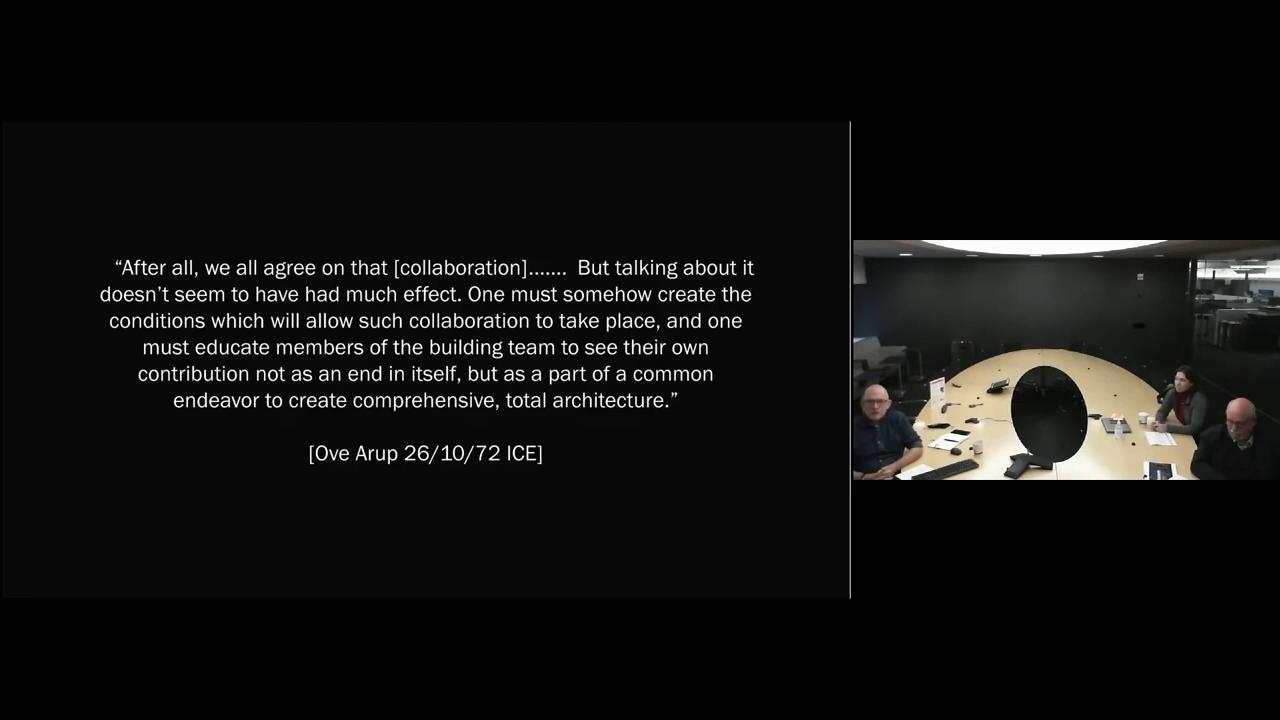 “After all, we all agree on that [collaboration]....... But talking about it
doesn’t seem to have had much effect. One must somehow create the
conditions which will allow such collaboration to take place, and one
must educate members of the building team to see their own
contribution not as an end in itself, but as a part of a common
endeavor to create comprehensive, total architecture.”
[Ove Arup 26/10/72 ICE]